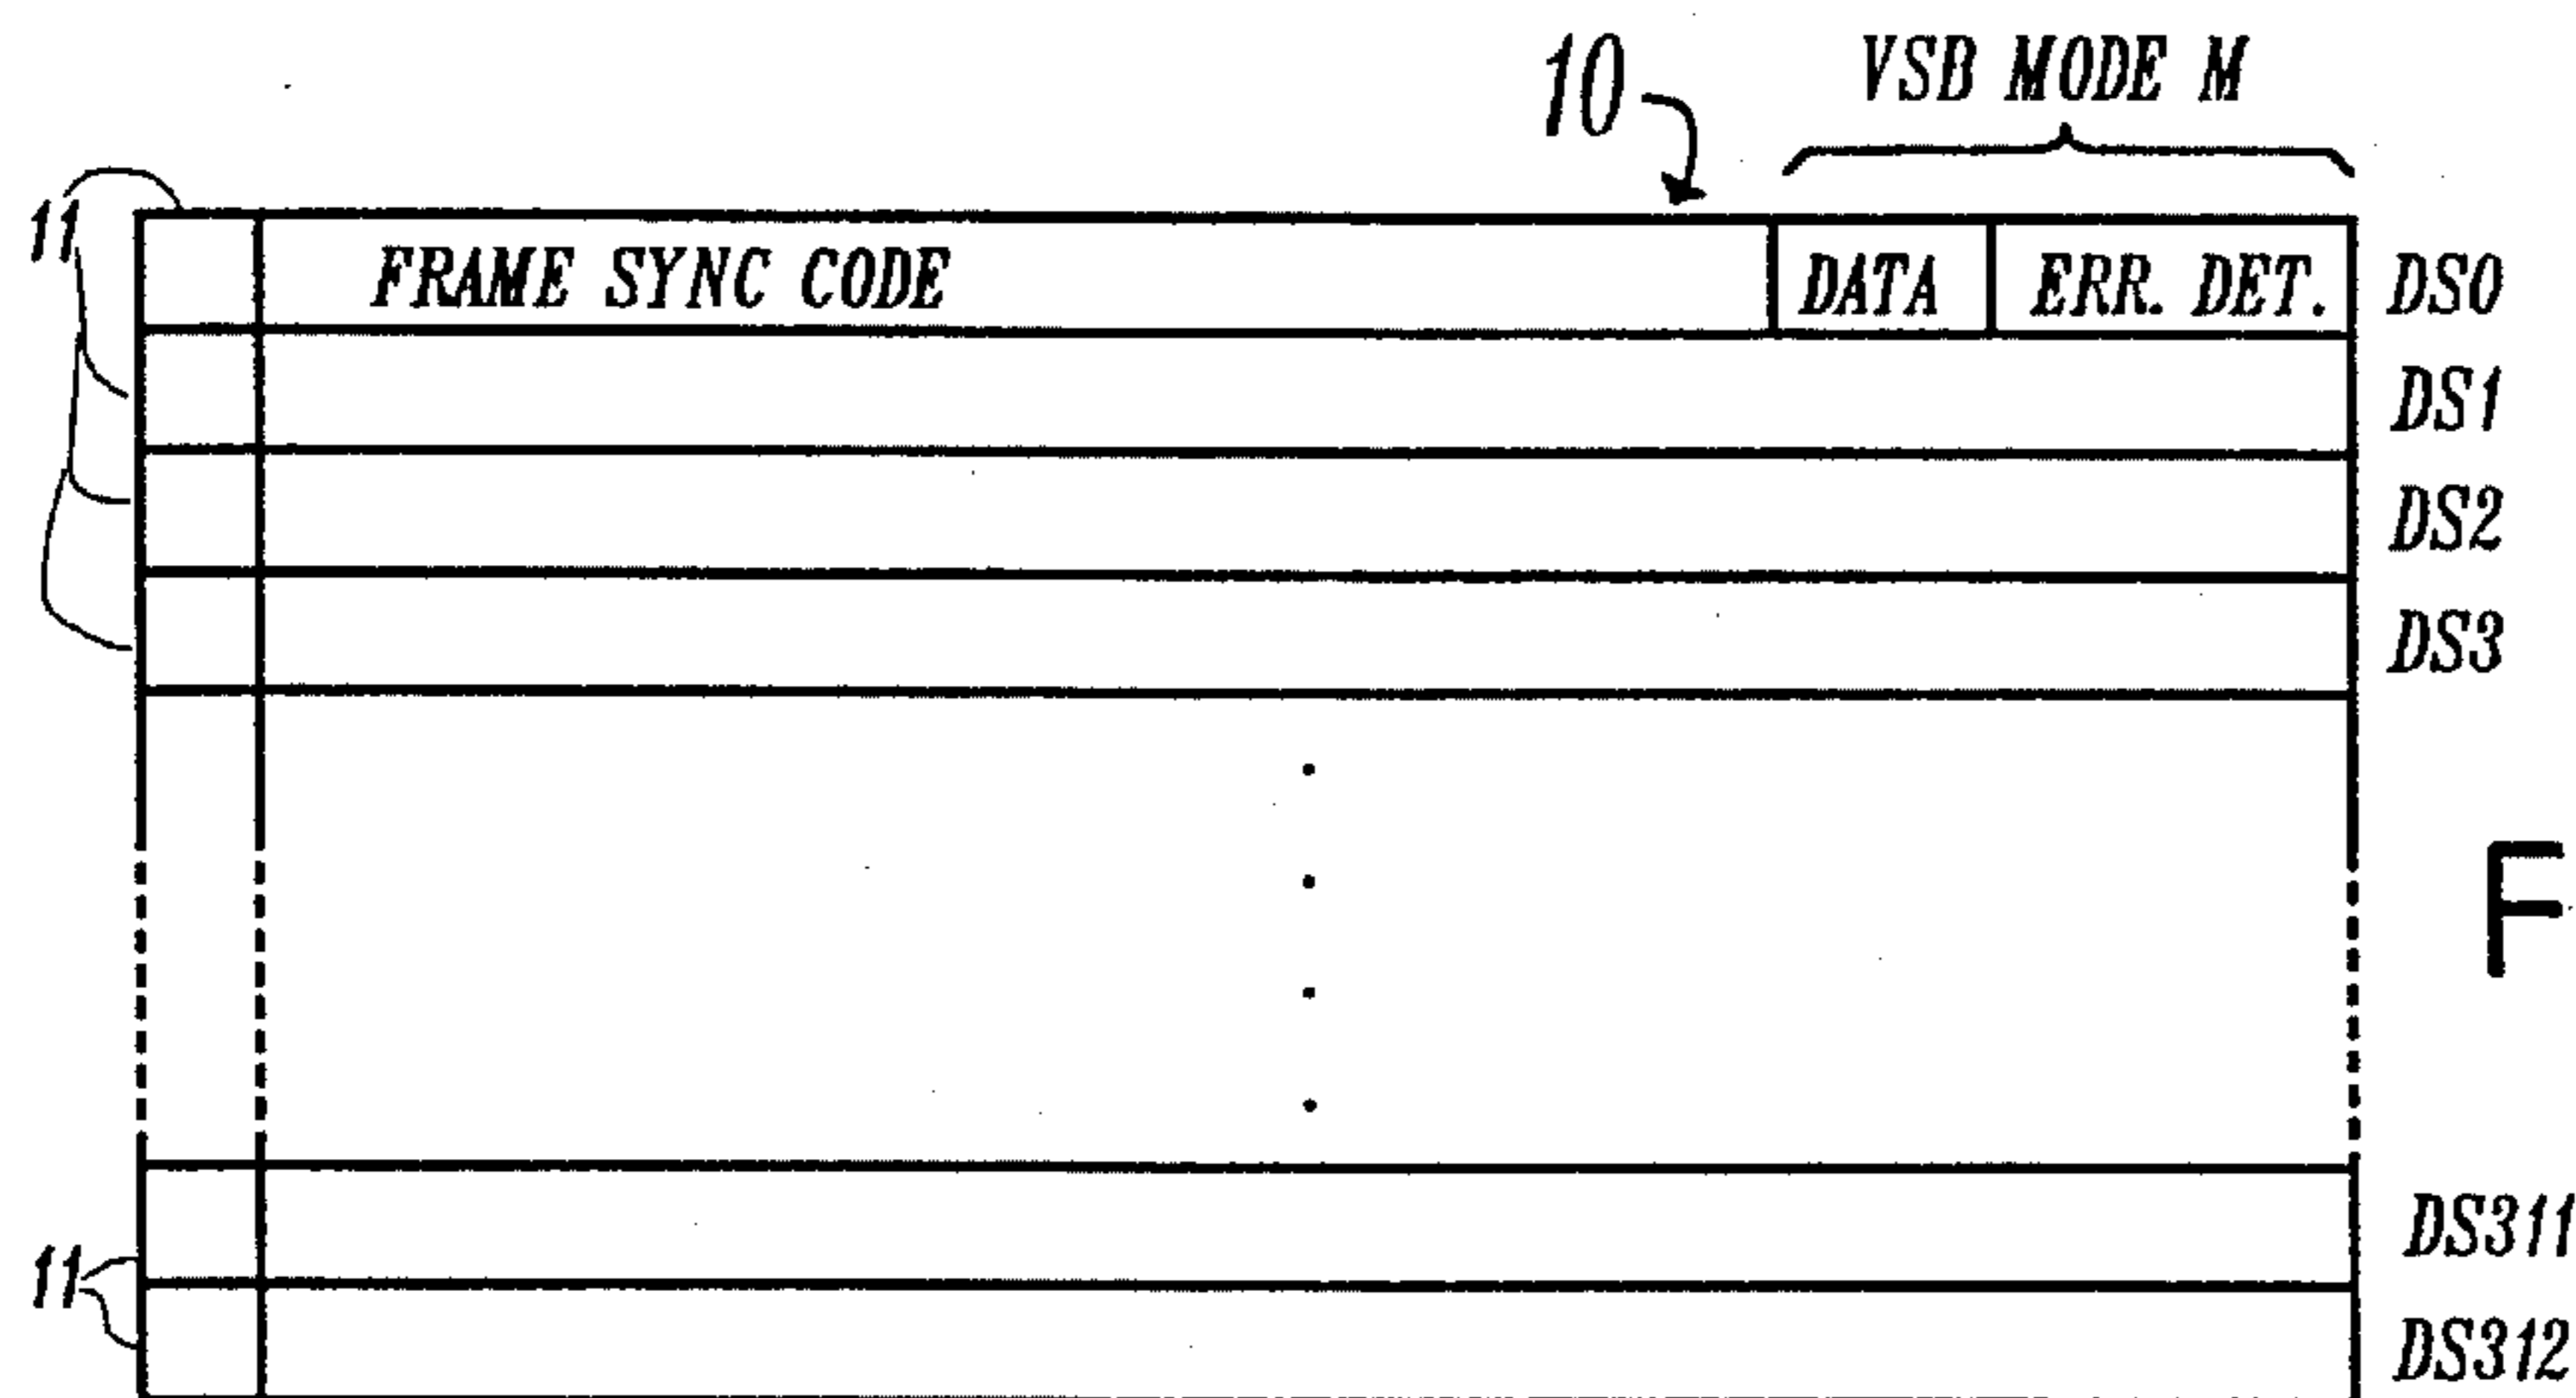 10 VSB MODE M
11 FRAME SYNC CODE DATA ERR. DET. DS0
DS1
DS2
DS3
F
DS311
11
DS312